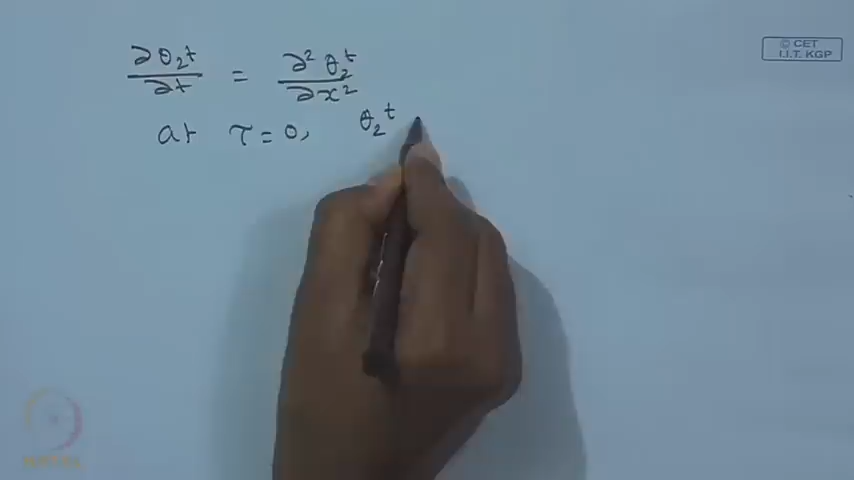 ∂θ₂ᵗ/∂t = ∂²θ₂ᵗ/∂x²
at τ = 0, θ₂ᵗ
© CET
I.I.T. KGP